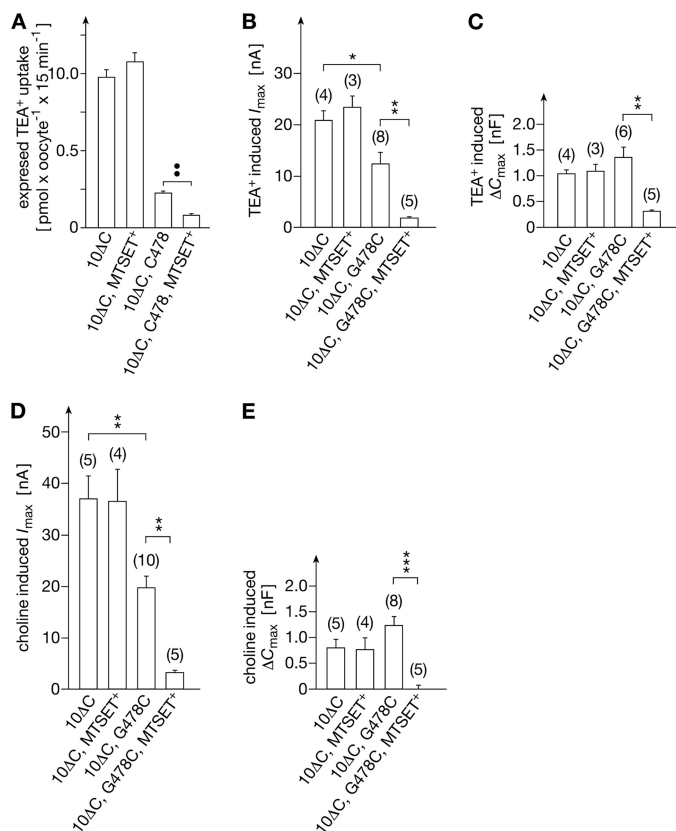 A
expresed TEA+ uptake
[ pmol x oocyte-1 x 15 min-1 ]
10.0
0.25
0
10ΔC
10ΔC, MTSET+
10ΔC, C478
10ΔC, C478, MTSET+
B
TEA+ induced Imax [nA]
30
20
10
0
(4)
(3)
*
(8)
**
(5)
10ΔC
10ΔC, MTSET+
10ΔC, G478C
10ΔC, G478C, MTSET+
C
TEA+ induced
ΔCmax [nF]
2.0
1.5
1.0
0.5
0
(4)
(3)
(6)
**
(5)
10ΔC
10ΔC, MTSET+
10ΔC, G478C
10ΔC, G478C, MTSET+
D
choline induced Imax [nA]
50
40
30
20
10
0
(5)
(4)
**
(10)
**
(5)
10ΔC
10ΔC, MTSET+
10ΔC, G478C
10ΔC, G478C, MTSET+
E
choline induced
ΔCmax [nF]
2.0
1.5
1.0
0.5
0
(5)
(4)
(8)
***
(5)
10ΔC
10ΔC, MTSET+
10ΔC, G478C
10ΔC, G478C, MTSET+